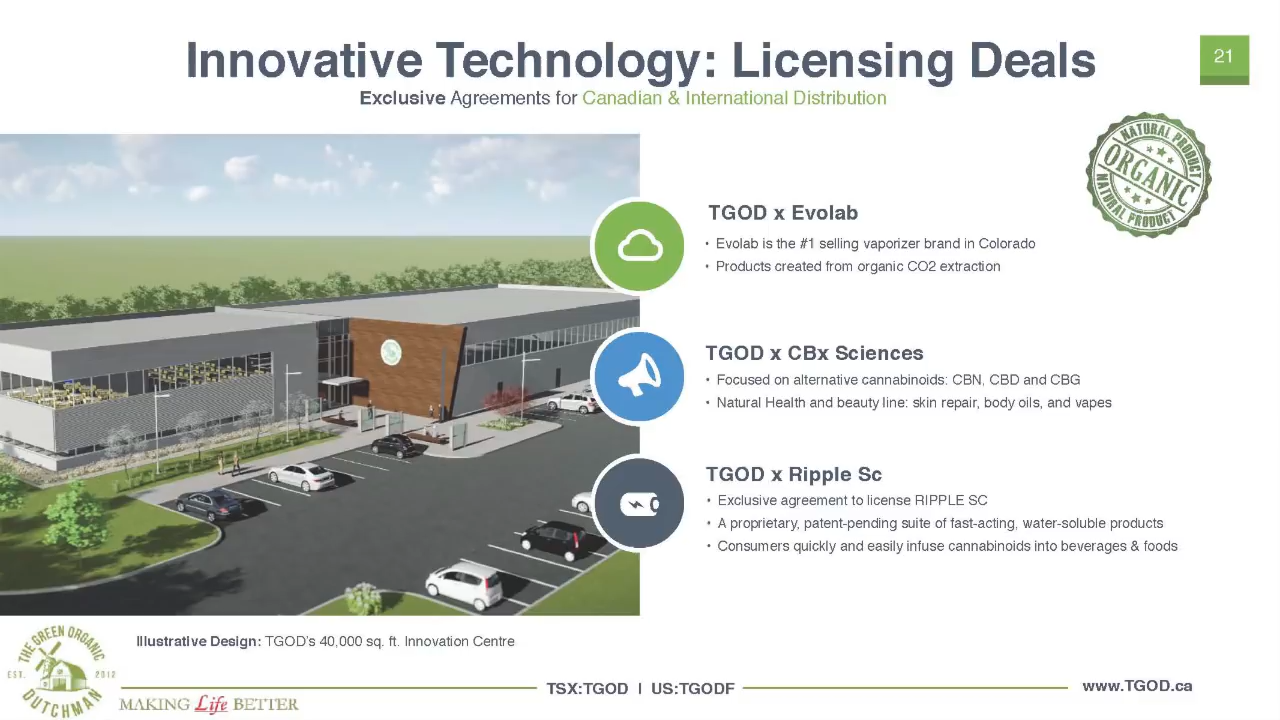 Innovative Technology: Licensing Deals
21
Exclusive Agreements for Canadian & International Distribution
NATURAL PRODUCT
ORGANIC
NATURAL PRODUCT
TGOD x Evolab
• Evolab is the #1 selling vaporizer brand in Colorado
• Products created from organic CO2 extraction
TGOD x CBx Sciences
• Focused on alternative cannabinoids: CBN, CBD and CBG
• Natural Health and beauty line: skin repair, body oils, and vapes
TGOD x Ripple Sc
• Exclusive agreement to license RIPPLE SC
• A proprietary, patent-pending suite of fast-acting, water-soluble products
• Consumers quickly and easily infuse cannabinoids into beverages & foods
Illustrative Design: TGOD's 40,000 sq. ft. Innovation Centre
THE GREEN ORGANIC
EST. 2012
DUTCHMAN
MAKING Life BETTER
TSX:TGOD | US:TGODF
www.TGOD.ca